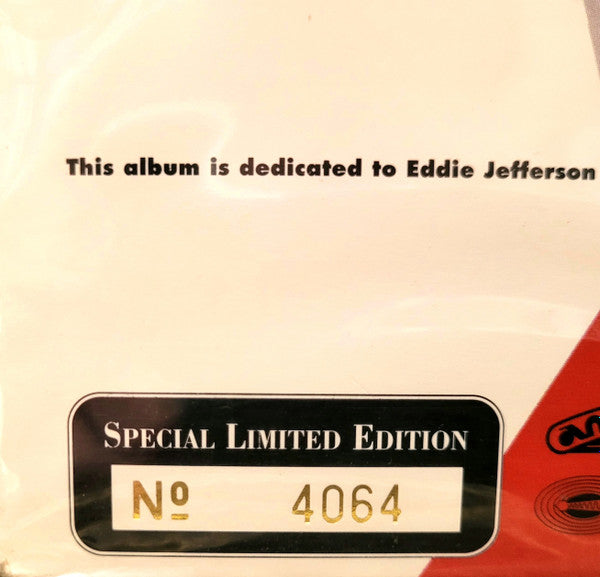 This album is dedicated to Eddie Jefferson
SPECIAL LIMITED EDITION
Nº 4064